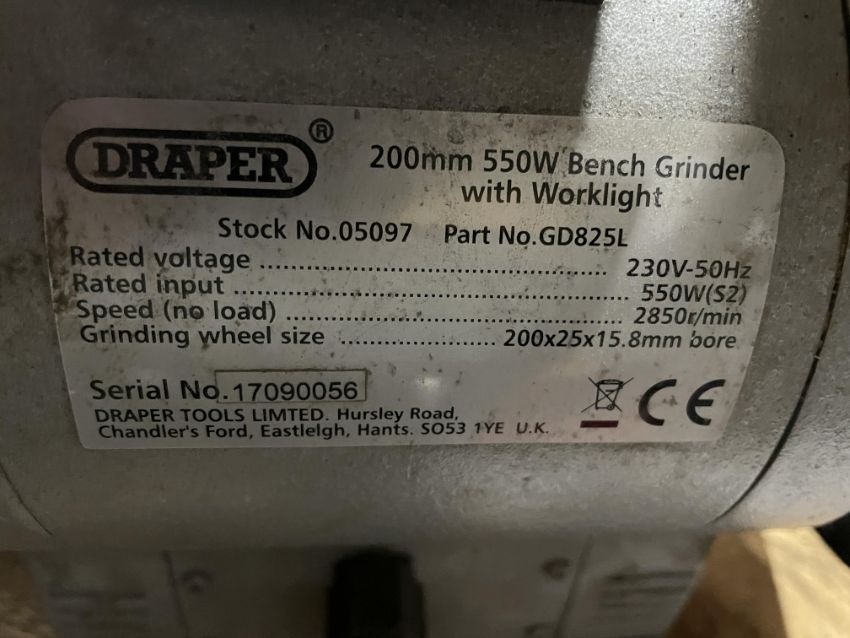 DRAPER®
200mm 550W Bench Grinder
with Worklight
Stock No.05097 Part No.GD825L
Rated voltage ........................................................ 230V-50Hz
Rated input ............................................................ 550W(S2)
Speed (no load) ................................................... 2850r/min
Grinding wheel size ....................... 200x25x15.8mm bore
Serial No.17090056
DRAPER TOOLS LIMTED. Hursley Road,
Chandler's Ford, Eastlelgh, Hants. SO53 1YE U.K.
CE